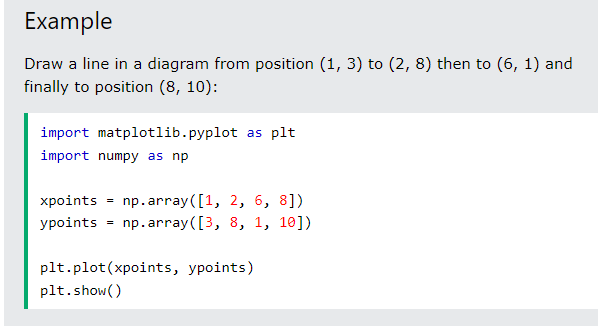 Example
Draw a line in a diagram from position (1, 3) to (2, 8) then to (6, 1) and
finally to position (8, 10):
import matplotlib.pyplot as plt
import numpy as np
xpoints = np.array([1, 2, 6, 8])
ypoints = np.array([3, 8, 1, 10])
plt.plot(xpoints, ypoints)
plt.show()